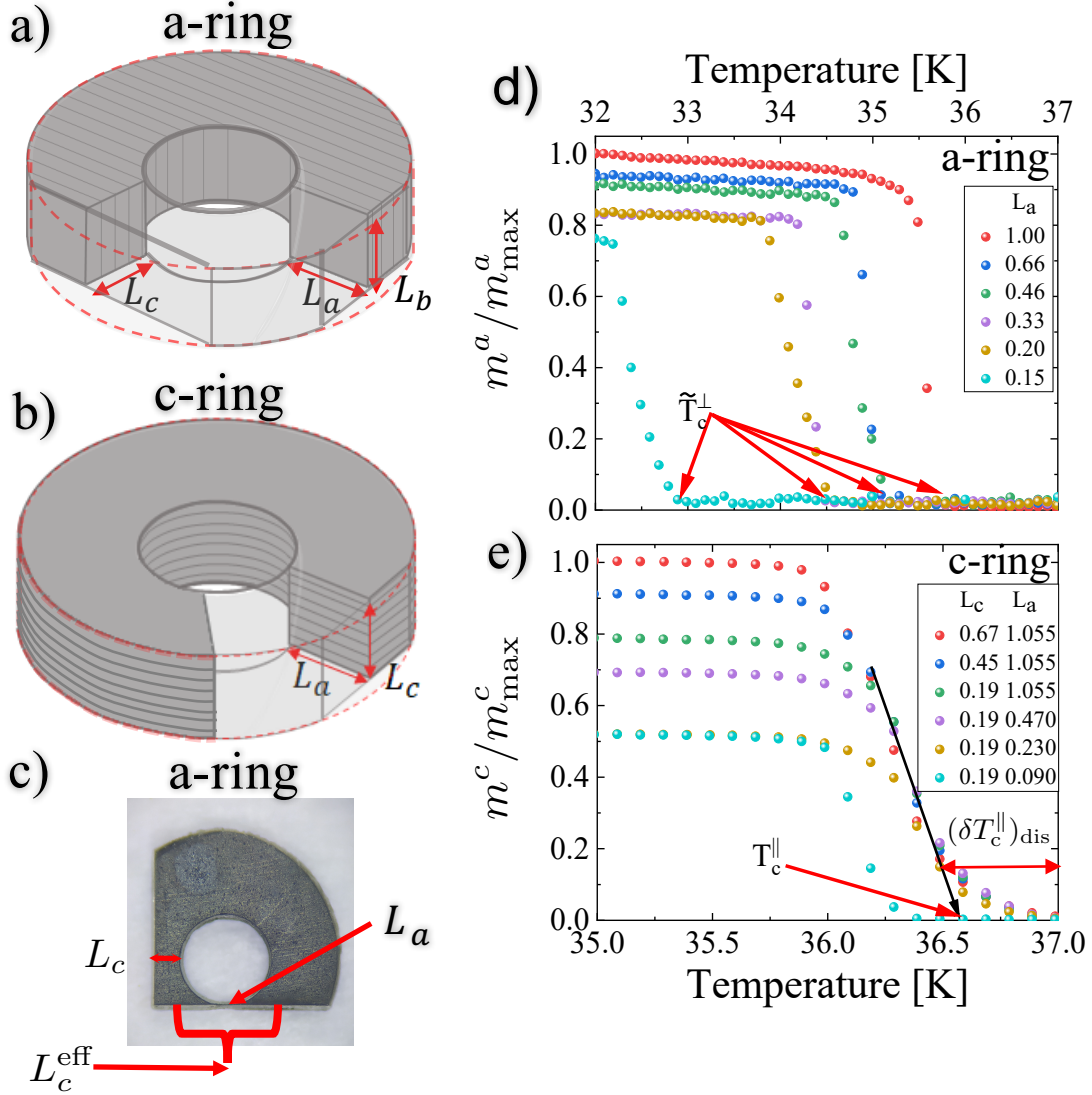 a)
a-ring
L_c
L_a
L_b
b)
c-ring
L_a
L_c
c)
a-ring
L_c
L_a
L_c^eff
d)
Temperature [K]
32 33 34 35 36 37
m^a/m^a_max
1.0
0.8
0.6
0.4
0.2
0.0
a-ring
L_a
1.00
0.66
0.46
0.33
0.20
0.15
T̃_c^⊥
e)
m^c/m^c_max
1.0
0.8
0.6
0.4
0.2
0.0
c-ring
L_c L_a
0.67 1.055
0.45 1.055
0.19 1.055
0.19 0.470
0.19 0.230
0.19 0.090
(δT_c^∥)_dis
T_c^∥
35.0 35.5 36.0 36.5 37.0
Temperature [K]